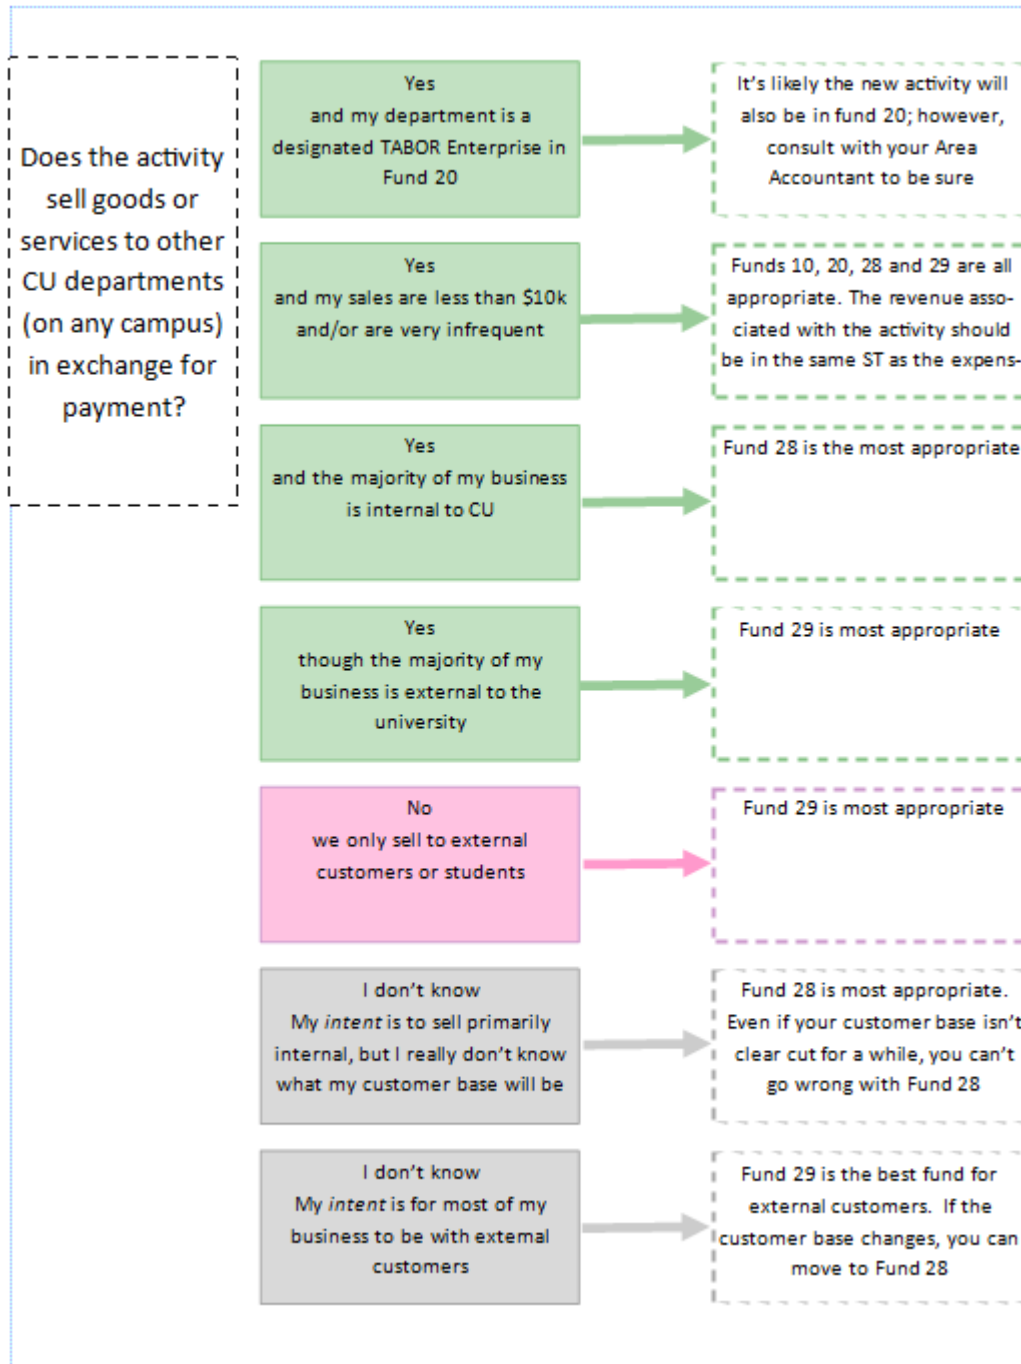 Does the activity
sell goods or
services to other
CU departments
(on any campus)
in exchange for
payment?
Yes
and my department is a
designated TABOR Enterprise in
Fund 20
It's likely the new activity will
also be in fund 20; however,
consult with your Area
Accountant to be sure
Yes
and my sales are less than $10k
and/or are very infrequent
Funds 10, 20, 28 and 29 are all
appropriate. The revenue asso-
ciated with the activity should
be in the same ST as the expens-
Yes
and the majority of my business
is internal to CU
Fund 28 is the most appropriate
Yes
though the majority of my
business is external to the
university
Fund 29 is most appropriate
No
we only sell to external
customers or students
Fund 29 is most appropriate
I don't know
My intent is to sell primarily
internal, but I really don't know
what my customer base will be
Fund 28 is most appropriate.
Even if your customer base isn't
clear cut for a while, you can't
go wrong with Fund 28
I don't know
My intent is for most of my
business to be with external
customers
Fund 29 is the best fund for
external customers. If the
customer base changes, you can
move to Fund 28